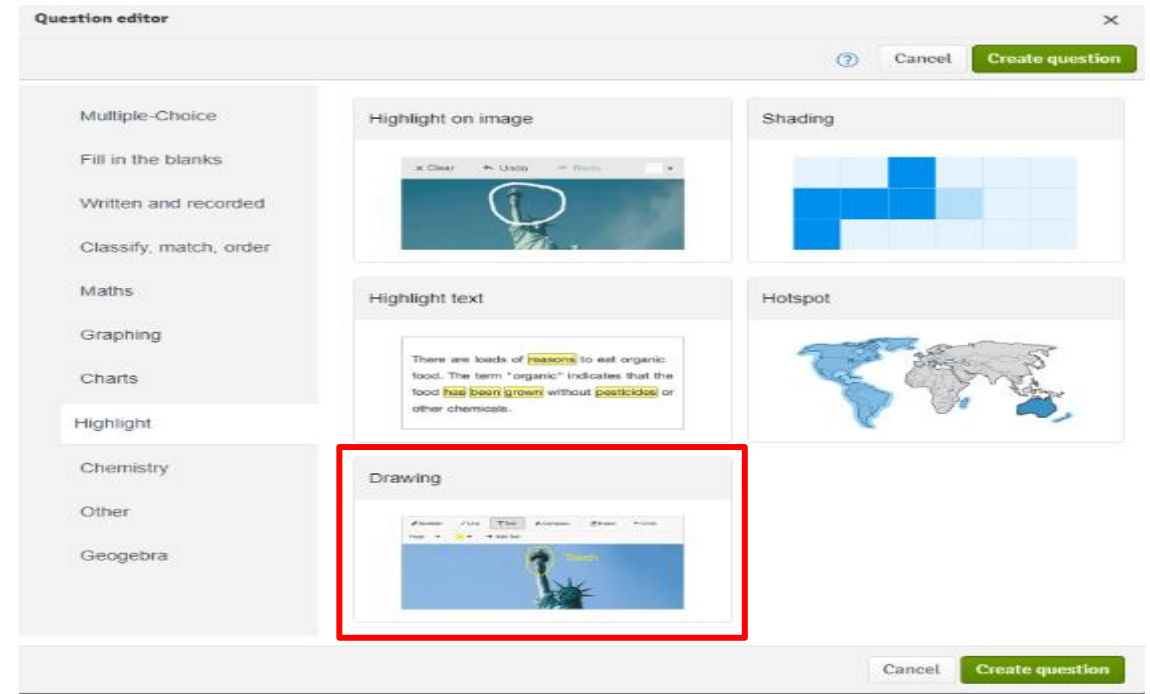 Question editor
Cancel
Create question
Multiple-Choice
Fill in the blanks
Written and recorded
Classify, match, order
Maths
Graphing
Charts
Highlight
Chemistry
Other
Geogebra
Highlight on image
× Clear Undo Redo
Shading
Highlight text
There are loads of reasons to eat organic
food. The term "organic" indicates that the
food has been grown without pesticides or
other chemicals.
Hotspot
Drawing
Line Text
Torch
Cancel
Create question